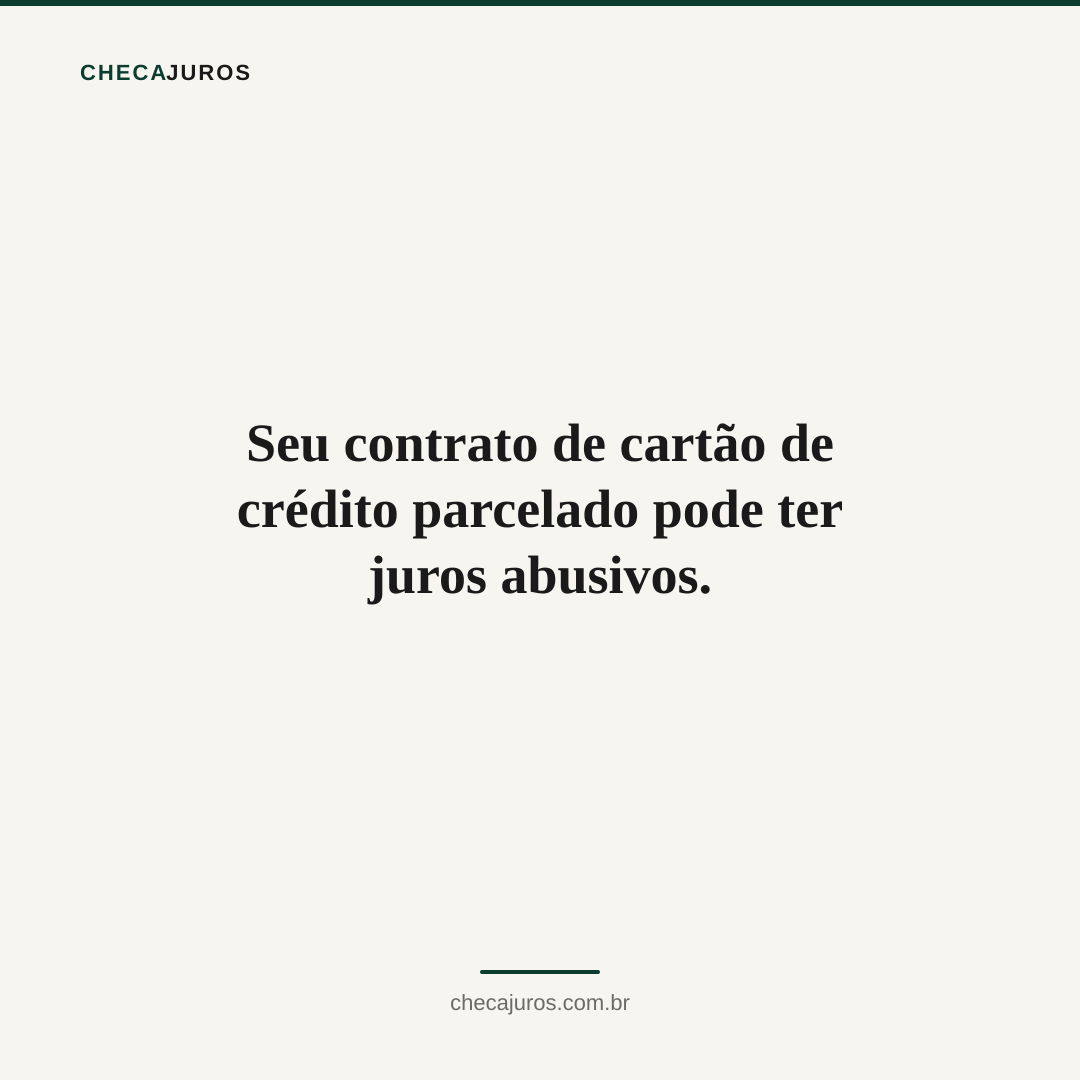 CHECAJUROS
Seu contrato de cartão de
crédito parcelado pode ter
juros abusivos.
checajuros.com.br